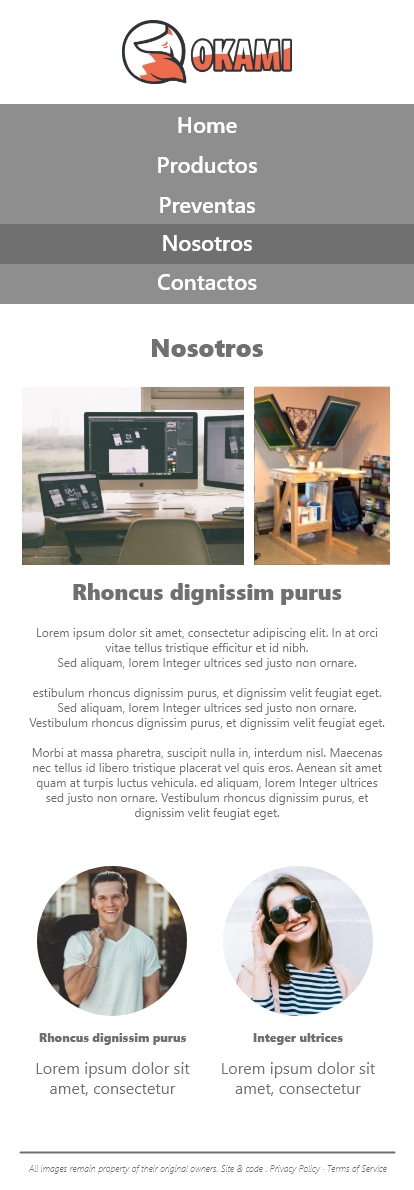 OKAMI
Home
Productos
Preventas
Nosotros
Contactos
Nosotros
Rhoncus dignissim purus
Lorem ipsum dolor sit amet, consectetur adipiscing elit. In at orci
vitae tellus tristique efficitur et id nibh.
Sed aliquam, lorem Integer ultrices sed justo non ornare.
estibulum rhoncus dignissim purus, et dignissim velit feugiat eget.
Sed aliquam, lorem Integer ultrices sed justo non ornare.
Vestibulum rhoncus dignissim purus, et dignissim velit feugiat eget.
Morbi at massa pharetra, suscipit nulla in, interdum nisl. Maecenas
nec tellus id libero tristique placerat vel quis eros. Aenean sit amet
quam at turpis luctus vehicula. ed aliquam, lorem Integer ultrices
sed justo non ornare. Vestibulum rhoncus dignissim purus, et
dignissim velit feugiat eget.
Rhoncus dignissim purus
Lorem ipsum dolor sit
amet, consectetur
Integer ultrices
Lorem ipsum dolor sit
amet, consectetur
All images remain property of their original owners. Site & code . Privacy Policy · Terms of Service